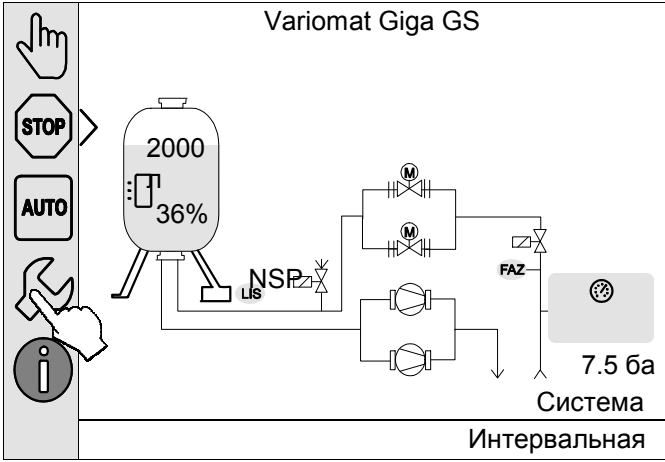 Variomat Giga GS
STOP
AUTO
2000
36%
M
M
NSP
LIS
FAZ
7.5 ба
Система
Интервальная